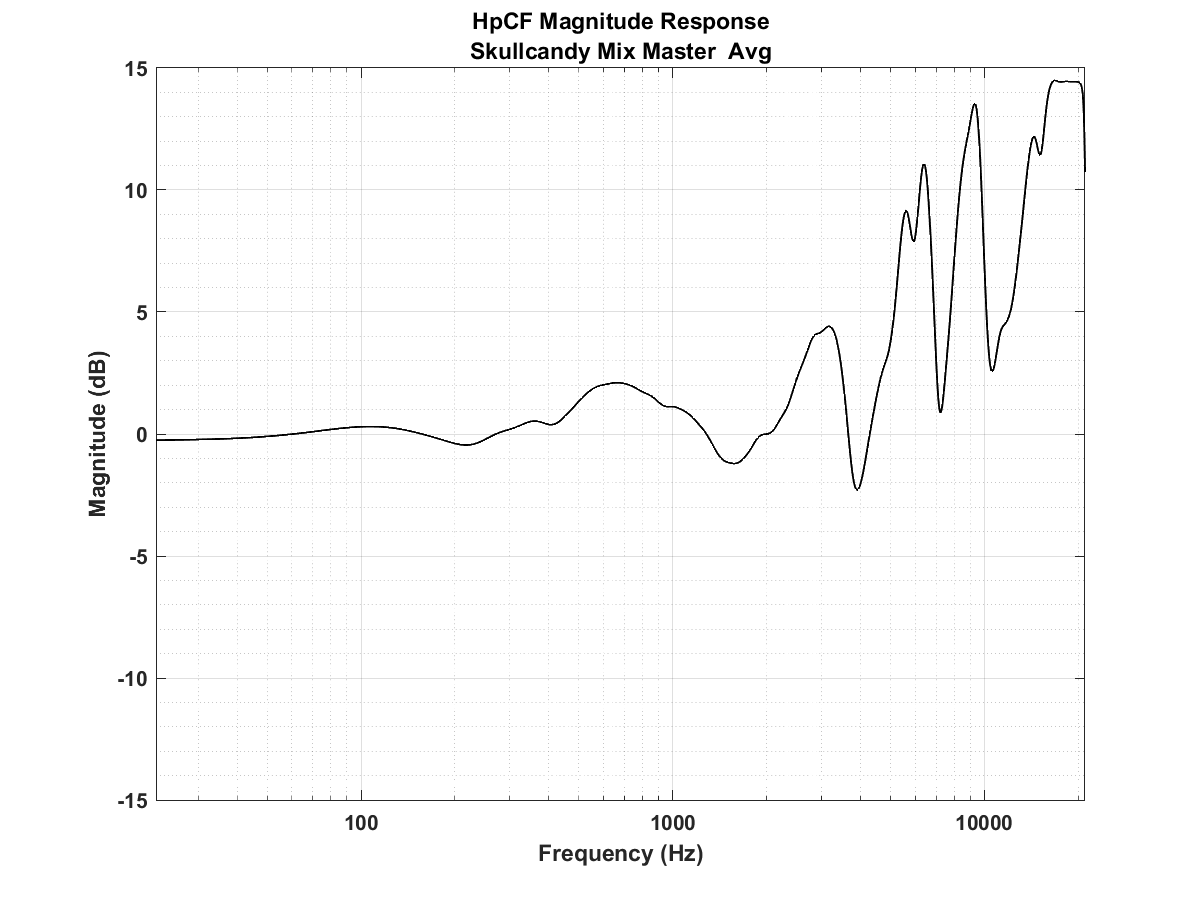 HpCF Magnitude Response
Skullcandy Mix Master  Avg
15
10
5
0
-5
-10
-15
Magnitude (dB)
100 1000 10000
Frequency (Hz)